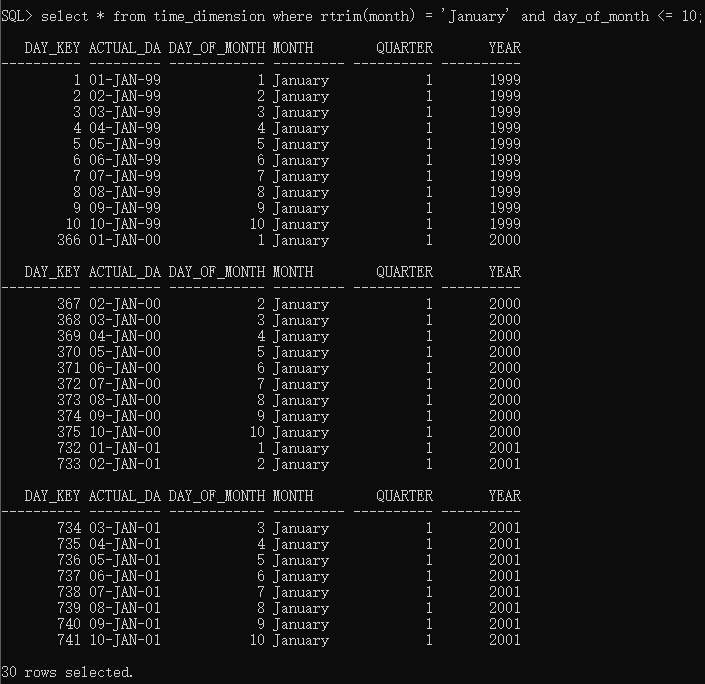 SQL> select * from time_dimension where rtrim(month) = 'January' and day_of_month <= 10;
   DAY_KEY ACTUAL_DA DAY_OF_MONTH MONTH        QUARTER       YEAR
---------- --------- ------------ --------- ---------- ----------
         1 01-JAN-99            1 January            1       1999
         2 02-JAN-99            2 January            1       1999
         3 03-JAN-99            3 January            1       1999
         4 04-JAN-99            4 January            1       1999
         5 05-JAN-99            5 January            1       1999
         6 06-JAN-99            6 January            1       1999
         7 07-JAN-99            7 January            1       1999
         8 08-JAN-99            8 January            1       1999
         9 09-JAN-99            9 January            1       1999
        10 10-JAN-99           10 January            1       1999
       366 01-JAN-00            1 January            1       2000
   DAY_KEY ACTUAL_DA DAY_OF_MONTH MONTH        QUARTER       YEAR
---------- --------- ------------ --------- ---------- ----------
       367 02-JAN-00            2 January            1       2000
       368 03-JAN-00            3 January            1       2000
       369 04-JAN-00            4 January            1       2000
       370 05-JAN-00            5 January            1       2000
       371 06-JAN-00            6 January            1       2000
       372 07-JAN-00            7 January            1       2000
       373 08-JAN-00            8 January            1       2000
       374 09-JAN-00            9 January            1       2000
       375 10-JAN-00           10 January            1       2000
       732 01-JAN-01            1 January            1       2001
       733 02-JAN-01            2 January            1       2001
   DAY_KEY ACTUAL_DA DAY_OF_MONTH MONTH        QUARTER       YEAR
---------- --------- ------------ --------- ---------- ----------
       734 03-JAN-01            3 January            1       2001
       735 04-JAN-01            4 January            1       2001
       736 05-JAN-01            5 January            1       2001
       737 06-JAN-01            6 January            1       2001
       738 07-JAN-01            7 January            1       2001
       739 08-JAN-01            8 January            1       2001
       740 09-JAN-01            9 January            1       2001
       741 10-JAN-01           10 January            1       2001
30 rows selected.